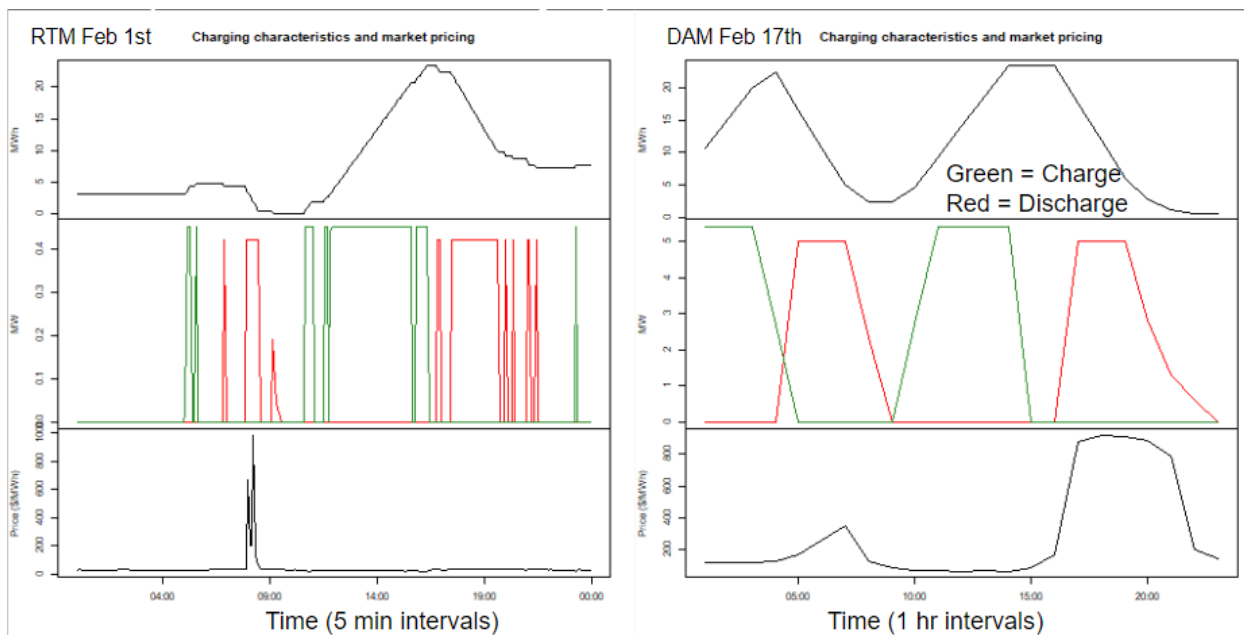 RTM Feb 1st Charging characteristics and market pricing
MWh
0 5 10 15 20
MW
0.0 0.1 0.2 0.3 0.4
Price ($/MWh)
0 200 400 600 800
04:00 09:00 14:00 19:00 00:00
Time (5 min intervals)
DAM Feb 17th Charging characteristics and market pricing
MWh
0 5 10 15 20
Green = Charge
Red = Discharge
MW
0 1 2 3 4 5
Price ($/MWh)
200 400 600 800
05:00 10:00 15:00 20:00
Time (1 hr intervals)